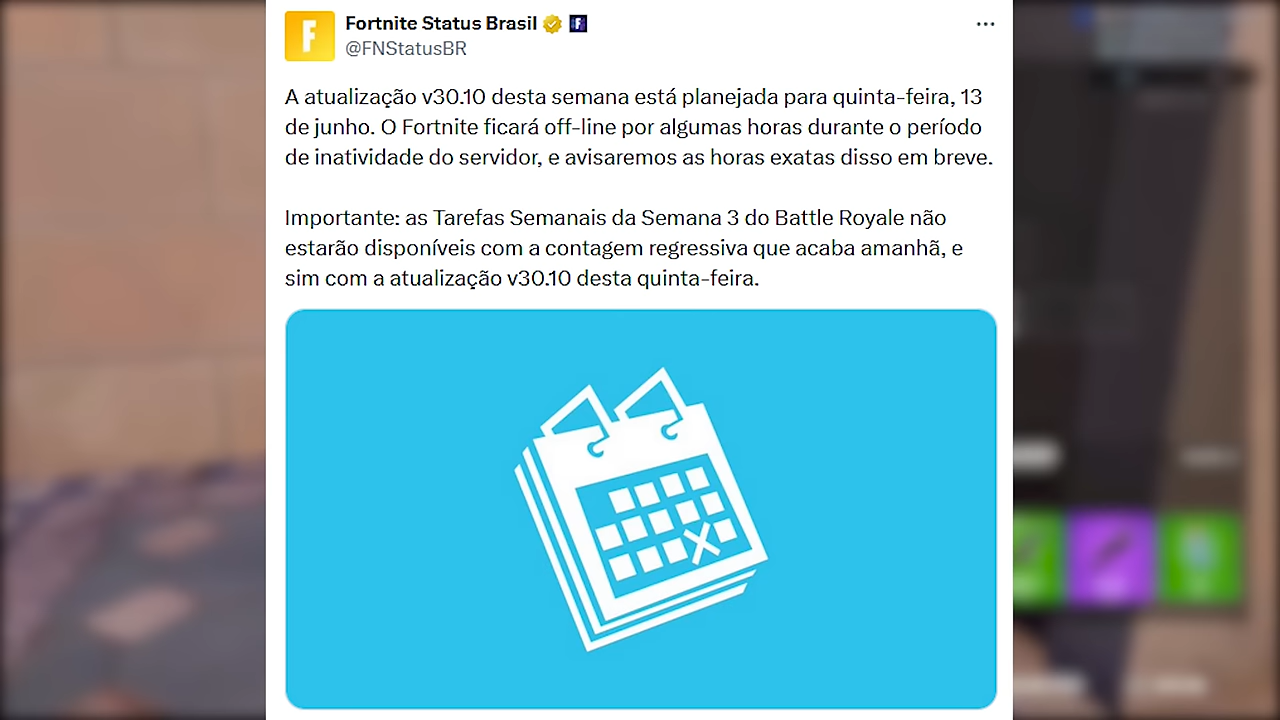 Fortnite Status Brasil
@FNStatusBR
A atualização v30.10 desta semana está planejada para quinta-feira, 13
de junho. O Fortnite ficará off-line por algumas horas durante o período
de inatividade do servidor, e avisaremos as horas exatas disso em breve.
Importante: as Tarefas Semanais da Semana 3 do Battle Royale não
estarão disponíveis com a contagem regressiva que acaba amanhã, e
sim com a atualização v30.10 desta quinta-feira.